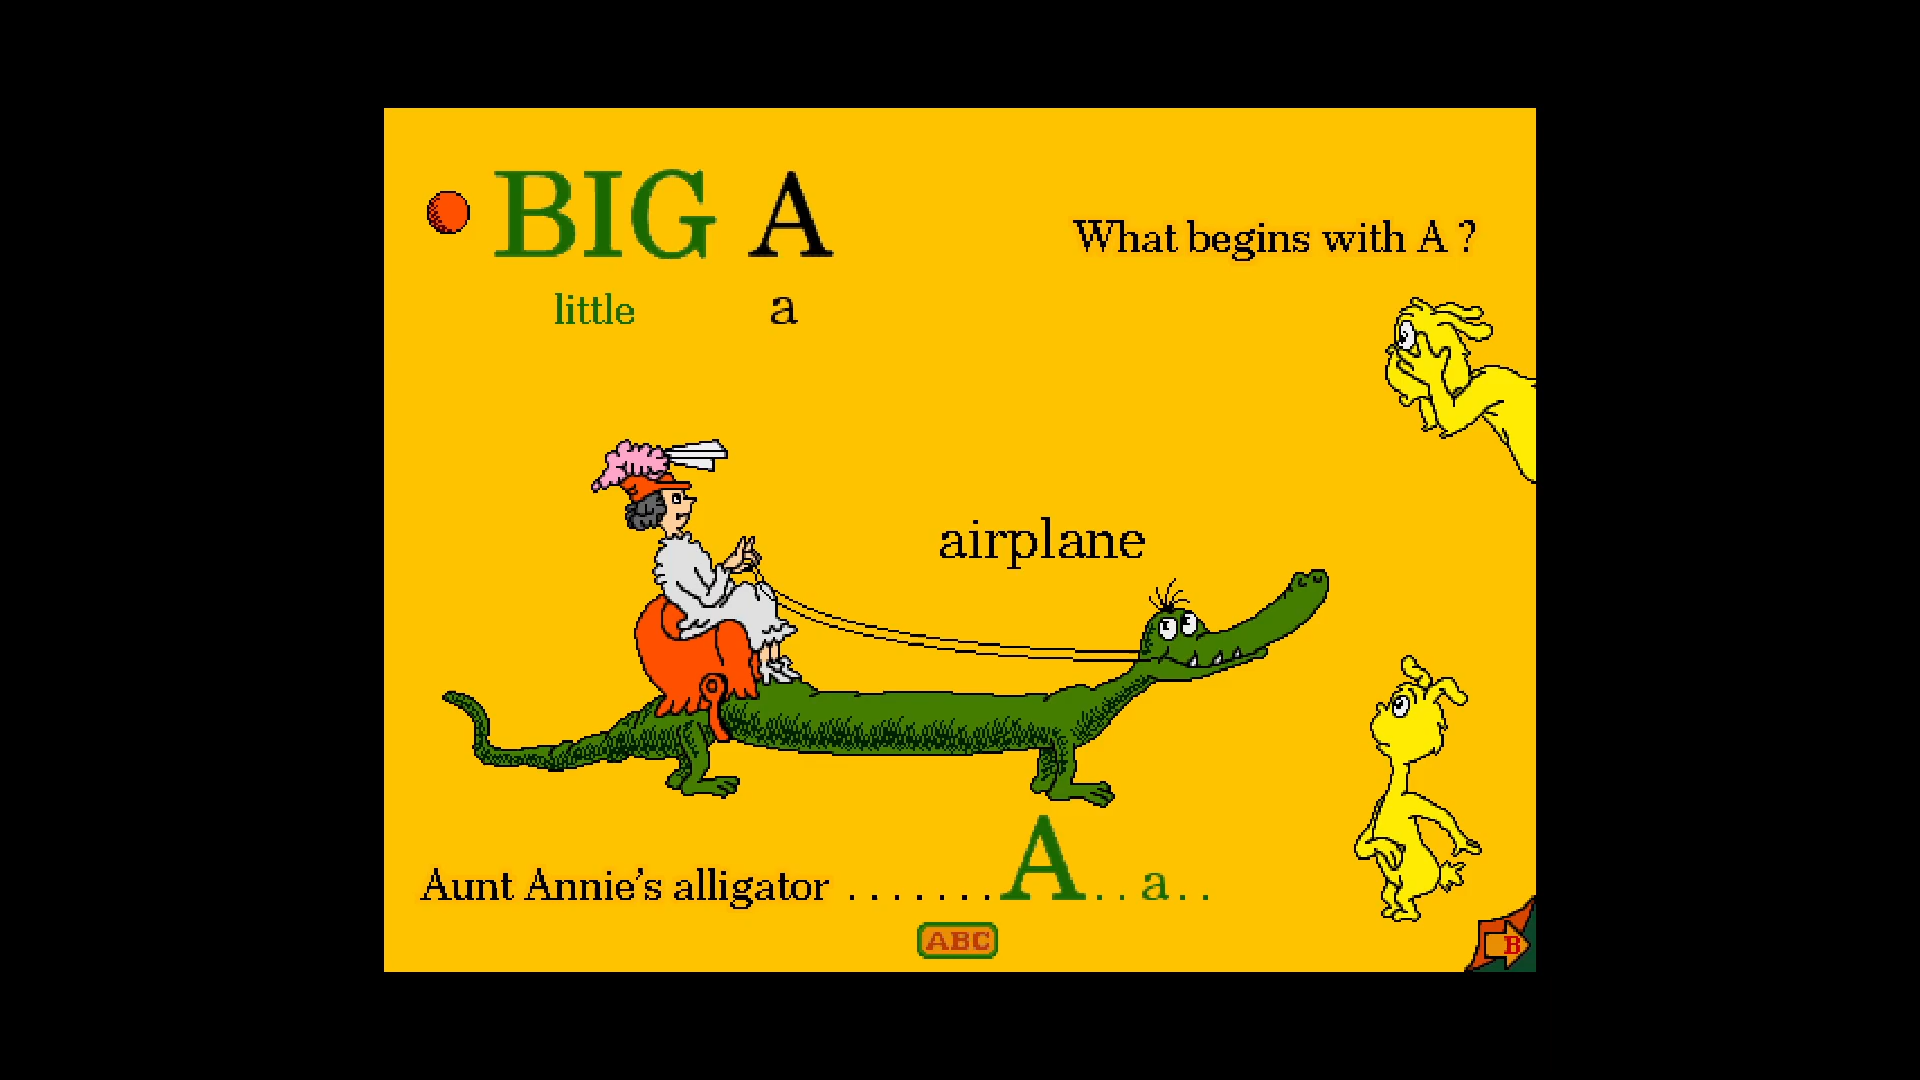 BIG A
little a
What begins with A ?
airplane
Aunt Annie's alligator . . . . . . . A . . a . .
ABC
B